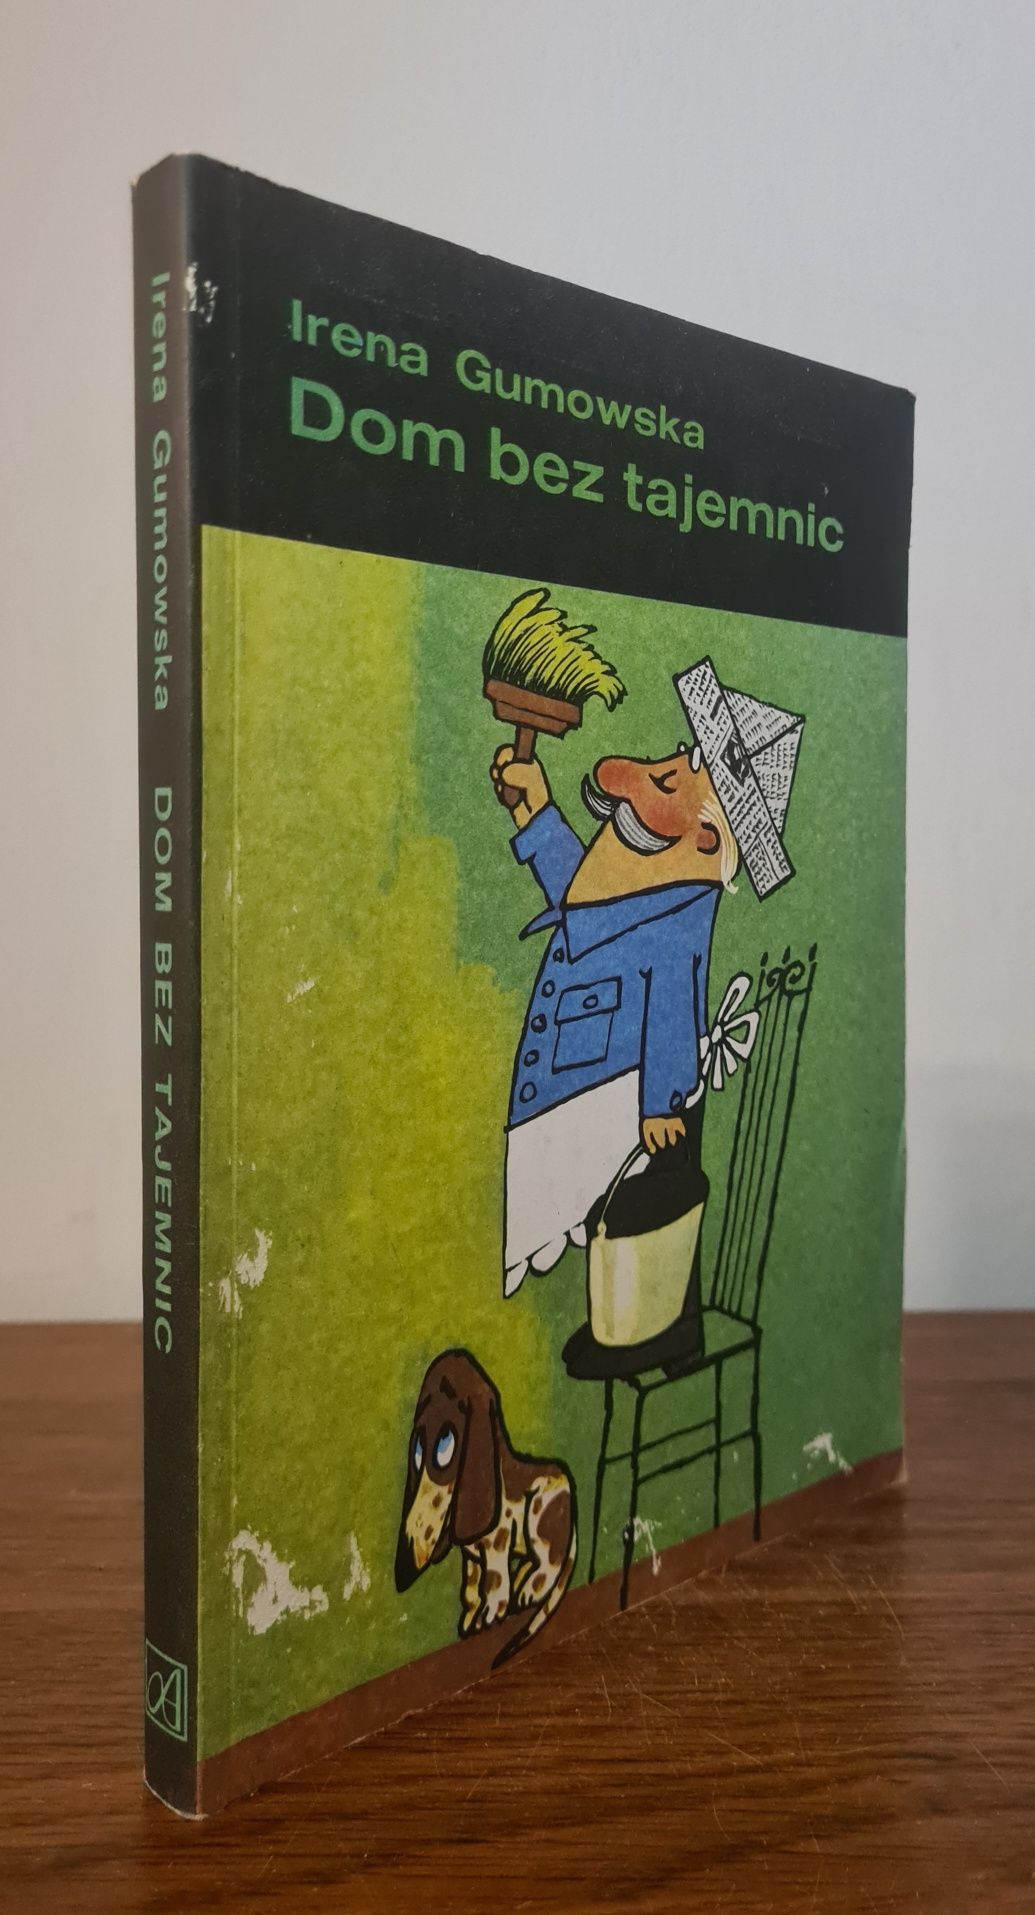 Irena Gumowska DOM BEZ TAJEMNIC
Irena Gumowska
Dom bez tajemnic